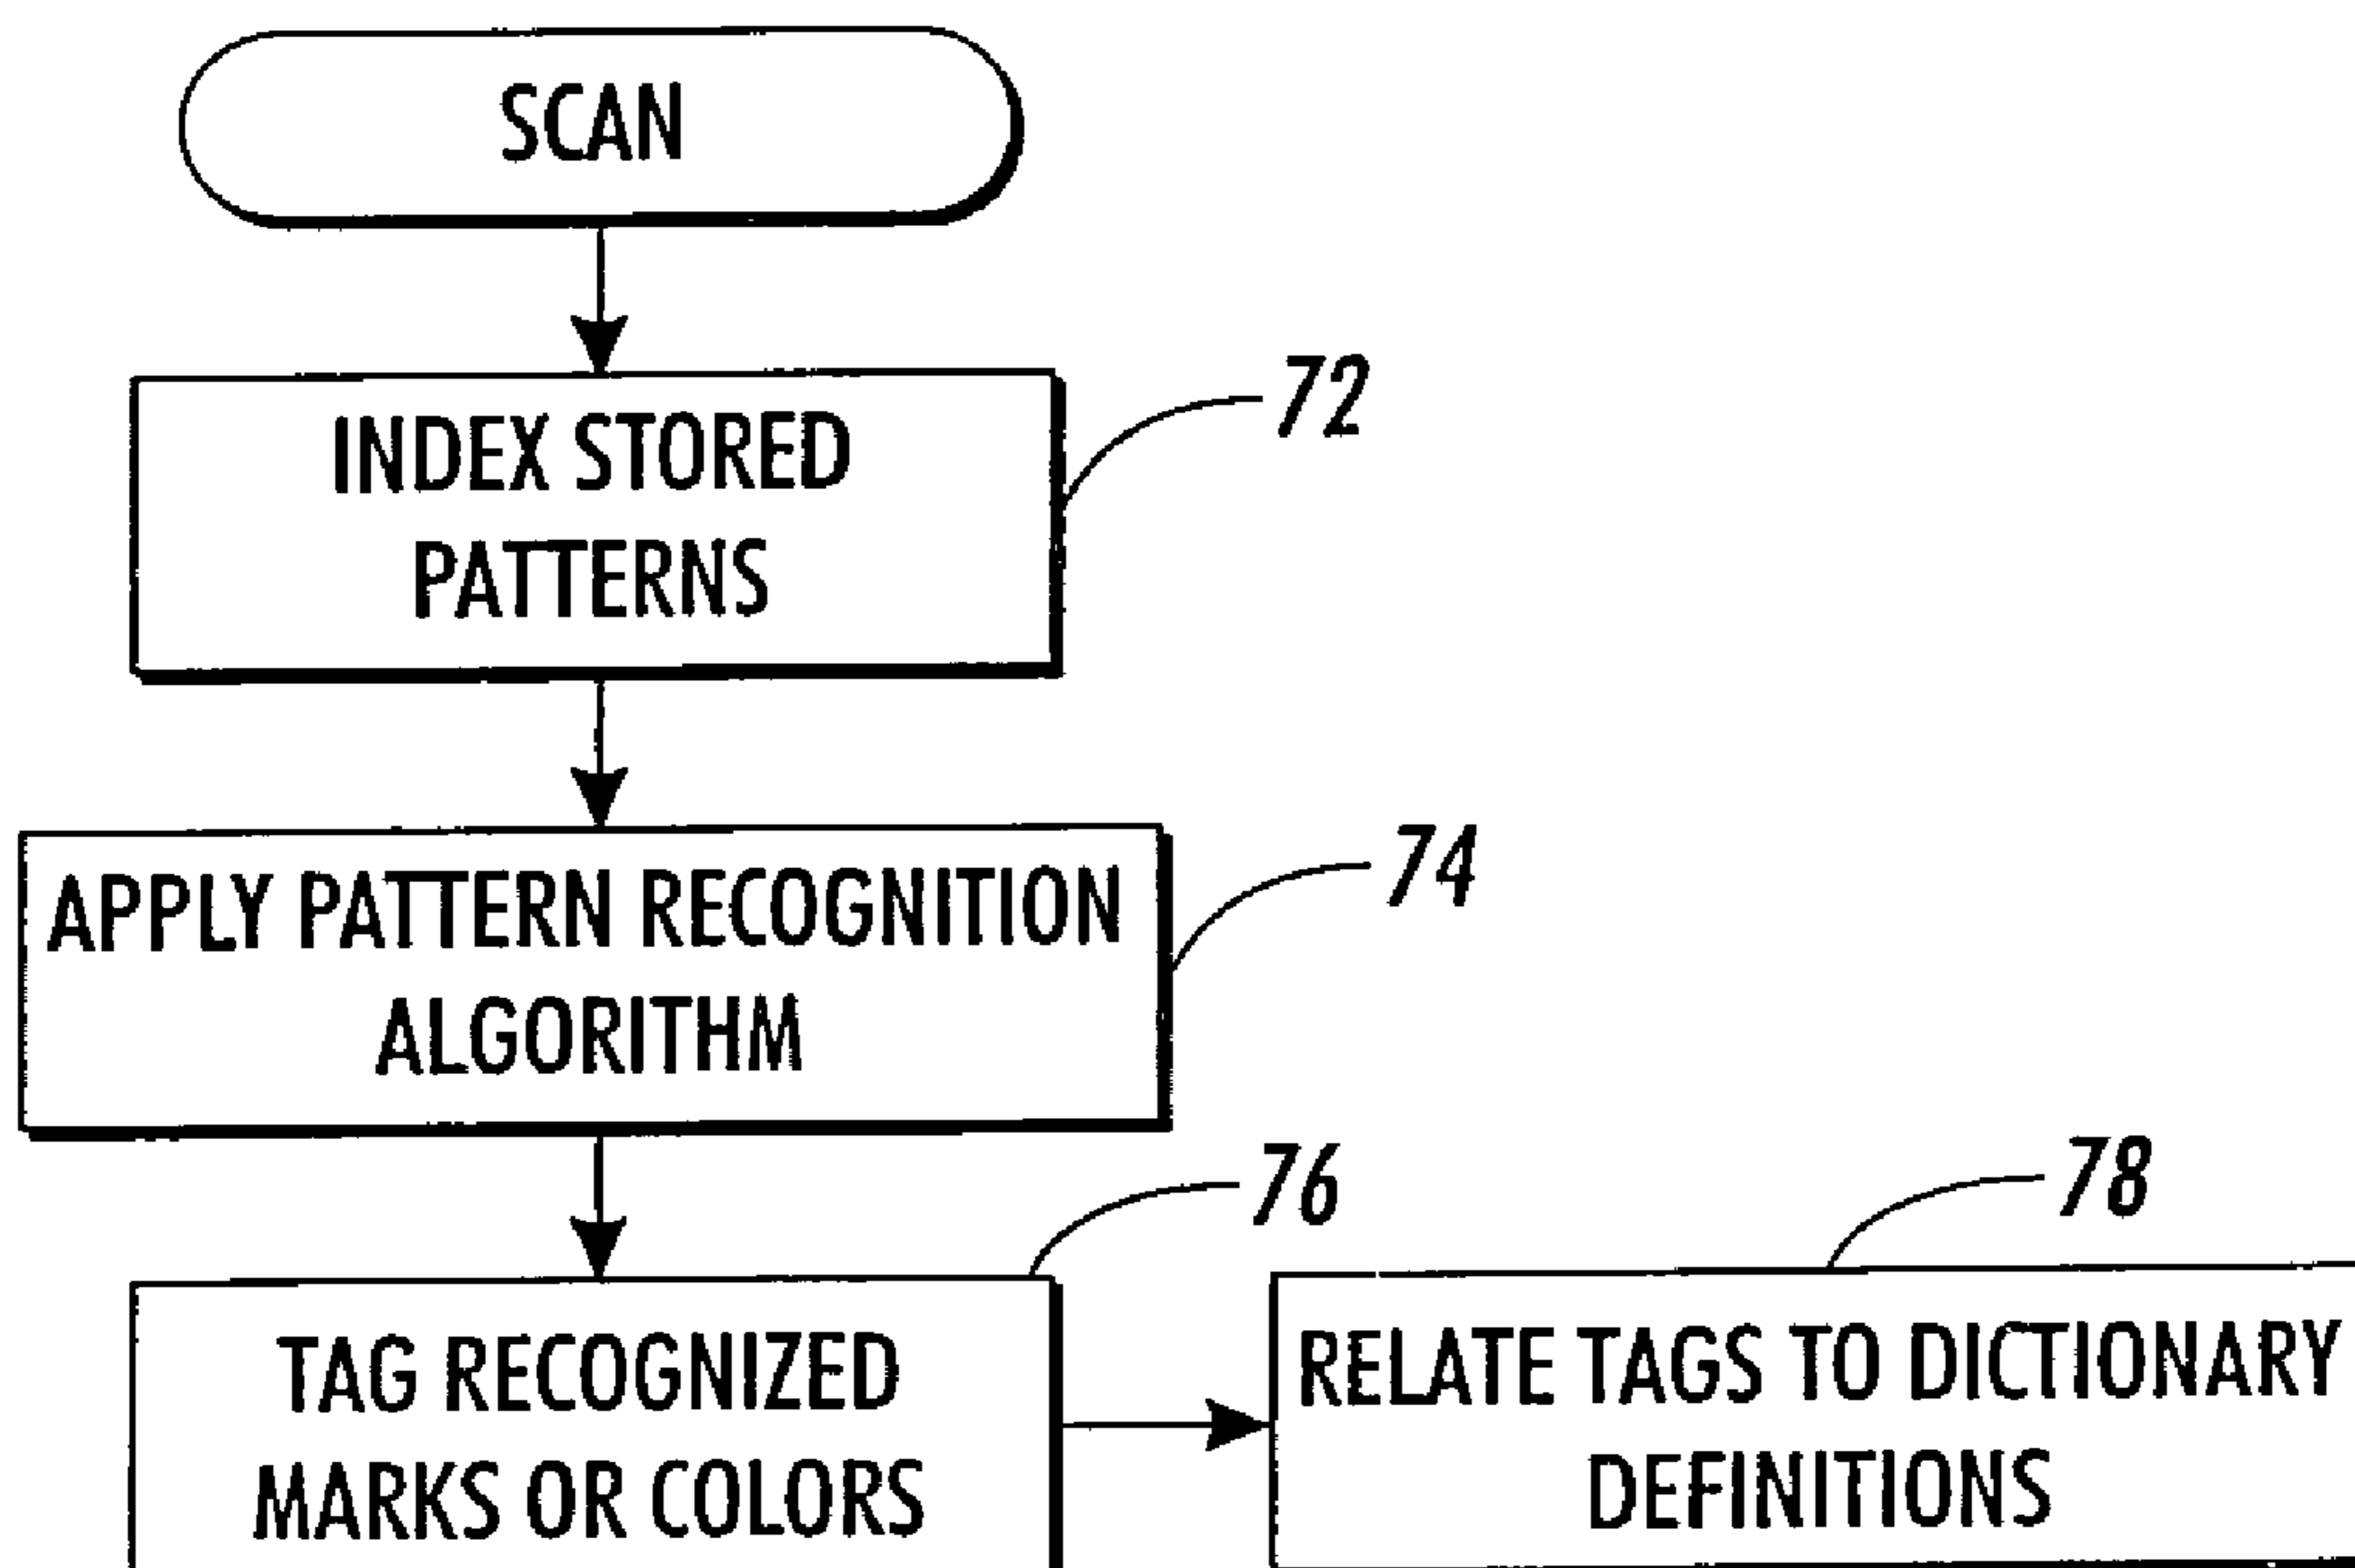 SCAN
INDEX STORED
PATTERNS
72
APPLY PATTERN RECOGNITION
ALGORITHM
74
TAG RECOGNIZED
MARKS OR COLORS
76
RELATE TAGS TO DICTIONARY
DEFINITIONS
78